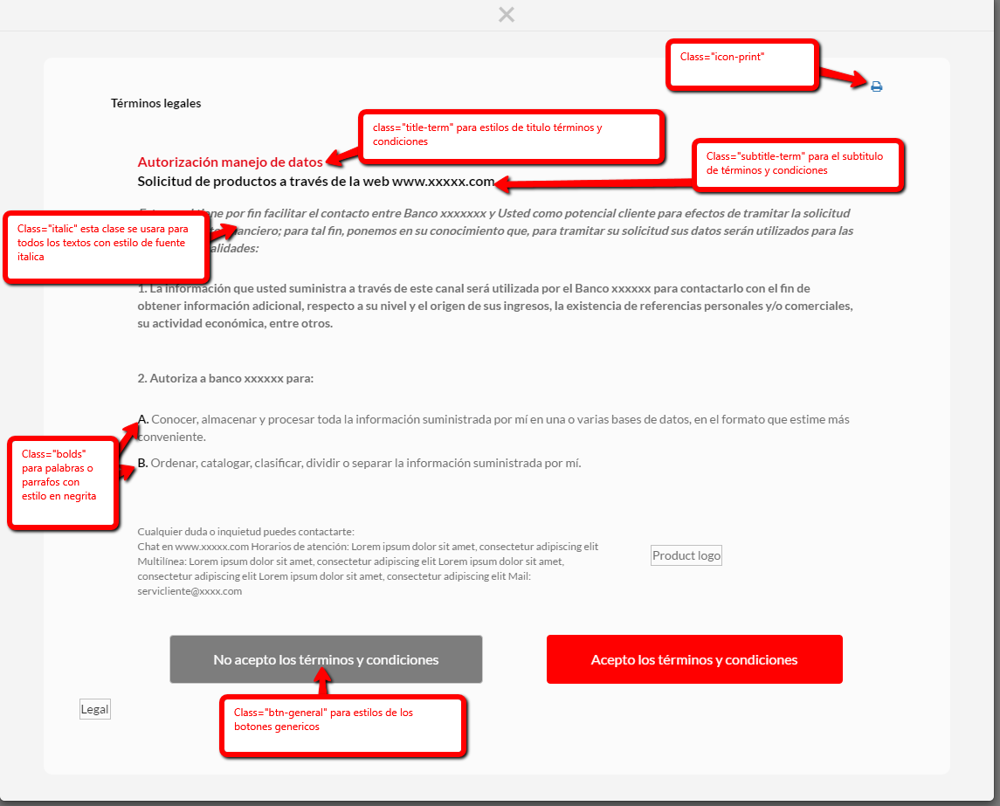 Class="icon-print"
Términos legales
class="title-term" para estilos de titulo términos y
condiciones
Class="subtitle-term" para el subtitulo
de términos y condiciones
Autorización manejo de datos
Solicitud de productos a través de la web www.xxxxx.com
por fin facilitar el contacto entre Banco xxxxxxx y Usted como potencial cliente para efectos de tramitar la solicitud
para tal fin, ponemos en su conocimiento que, para tramitar su solicitud sus datos serán utilizados para las
Class="italic" esta clase se usara para
todos los textos con estilo de fuente
italica
1. La información que usted suministra a través de este canal será utilizada por el Banco xxxxxx para contactarlo con el fin de
obtener información adicional, respecto a su nivel y el origen de sus ingresos, la existencia de referencias personales y/o comerciales,
su actividad económica, entre otros.
2. Autoriza a banco xxxxxx para:
A. Conocer, almacenar y procesar toda la información suministrada por mí en una o varias bases de datos, en el formato que estime más
conveniente.
B. Ordenar, catalogar, clasificar, dividir o separar la información suministrada por mí.
Class="bolds"
para palabras o
parrafos con
estilo en negrita
Cualquier duda o inquietud puedes contactarte:
Chat en www.xxxxx.com Horarios de atención: Lorem ipsum dolor sit amet, consectetur adipiscing elit
Multilínea: Lorem ipsum dolor sit amet, consectetur adipiscing elit Lorem ipsum dolor sit amet,
consectetur adipiscing elit Lorem ipsum dolor sit amet, consectetur adipiscing elit Mail:
servicliente@xxxx.com
Product logo
No acepto los términos y condiciones
Acepto los términos y condiciones
Legal
Class="btn-general" para estilos de los
botones genericos